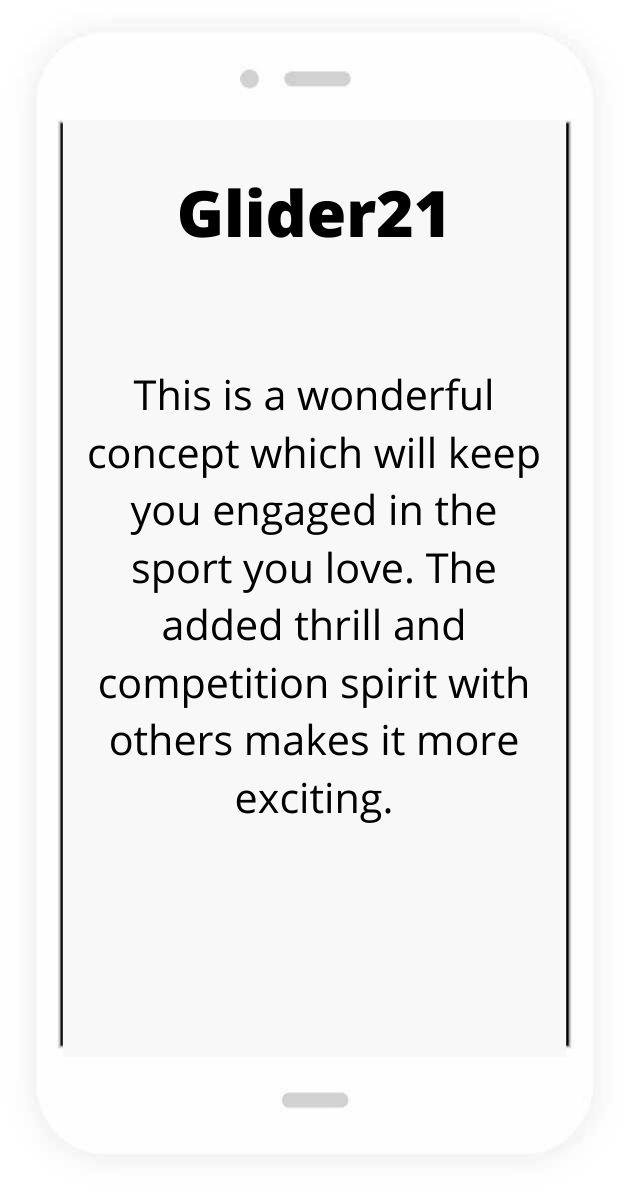 Glider21
This is a wonderful
concept which will keep
you engaged in the
sport you love. The
added thrill and
competition spirit with
others makes it more
exciting.